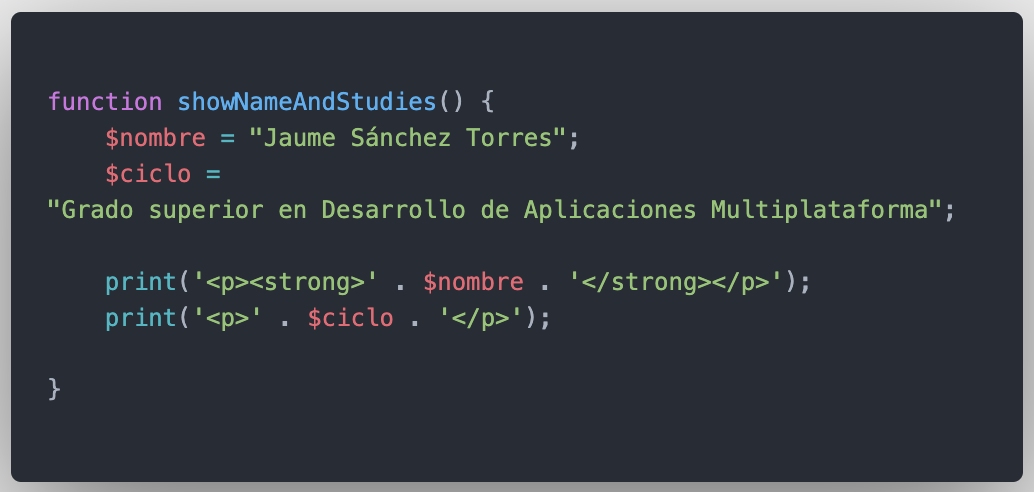 function showNameAndStudies() {
    $nombre = "Jaume Sánchez Torres";
    $ciclo =
"Grado superior en Desarrollo de Aplicaciones Multiplataforma";
    print('<p><strong>' . $nombre . '</strong></p>');
    print('<p>' . $ciclo . '</p>');
}